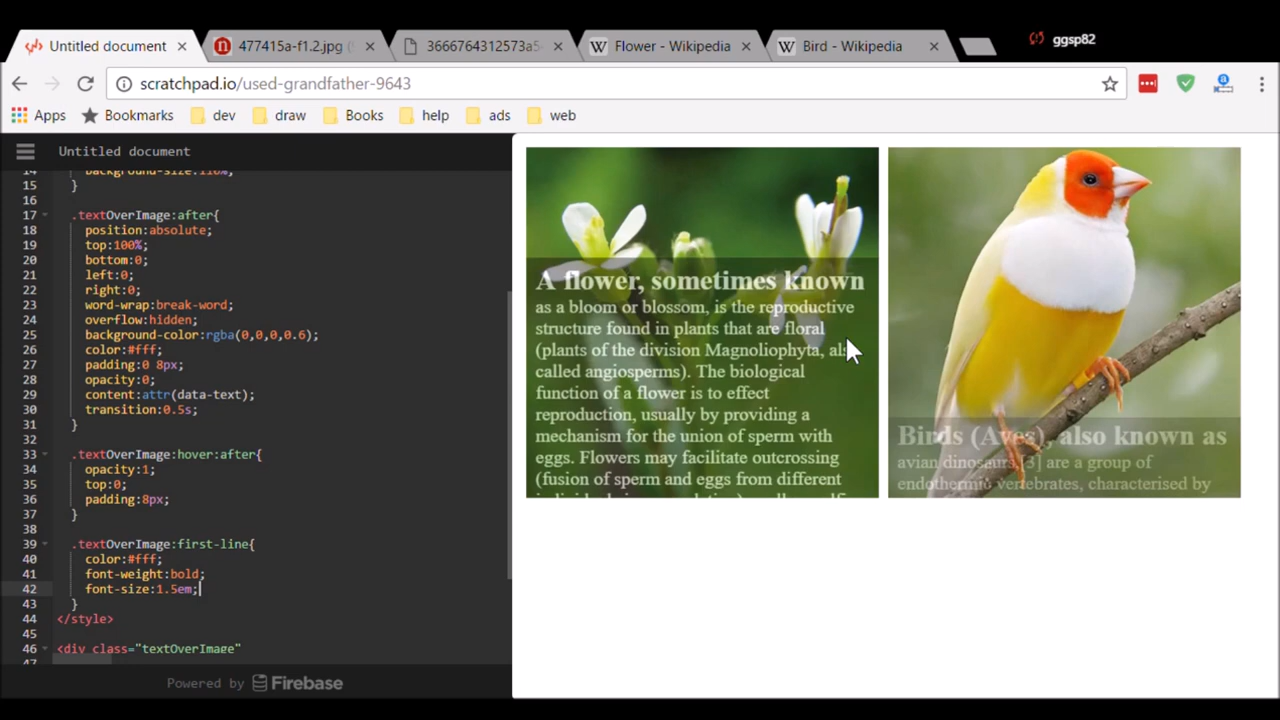 Untitled document
477415a-f1.2.jpg
3666764312573a5
Flower - Wikipedia
Bird - Wikipedia
ggsp82
scratchpad.io/used-grandfather-9643
Apps
Bookmarks
dev
draw
Books
help
ads
web
Untitled document
14 background-size:110%;
15 }
16
17 .textOverImage:after{
18 position:absolute;
19 top:100%;
20 bottom:0;
21 left:0;
22 right:0;
23 word-wrap:break-word;
24 overflow:hidden;
25 background-color:rgba(0,0,0,0.6);
26 color:#fff;
27 padding:0 8px;
28 opacity:0;
29 content:attr(data-text);
30 transition:0.5s;
31 }
32
33 .textOverImage:hover:after{
34 opacity:1;
35 top:0;
36 padding:8px;
37 }
38
39 .textOverImage:first-line{
40 color:#fff;
41 font-weight:bold;
42 font-size:1.5em;
43 }
44 </style>
45
46 <div class="textOverImage"
47
Powered by Firebase
A flower, sometimes known
as a bloom or blossom, is the reproductive
structure found in plants that are floral
(plants of the division Magnoliophyta, also
called angiosperms). The biological
function of a flower is to effect
reproduction, usually by providing a
mechanism for the union of sperm with
eggs. Flowers may facilitate outcrossing
(fusion of sperm and eggs from different
Birds (Aves), also known as
avian dinosaurs,[3] are a group of
endothermic vertebrates, characterised by